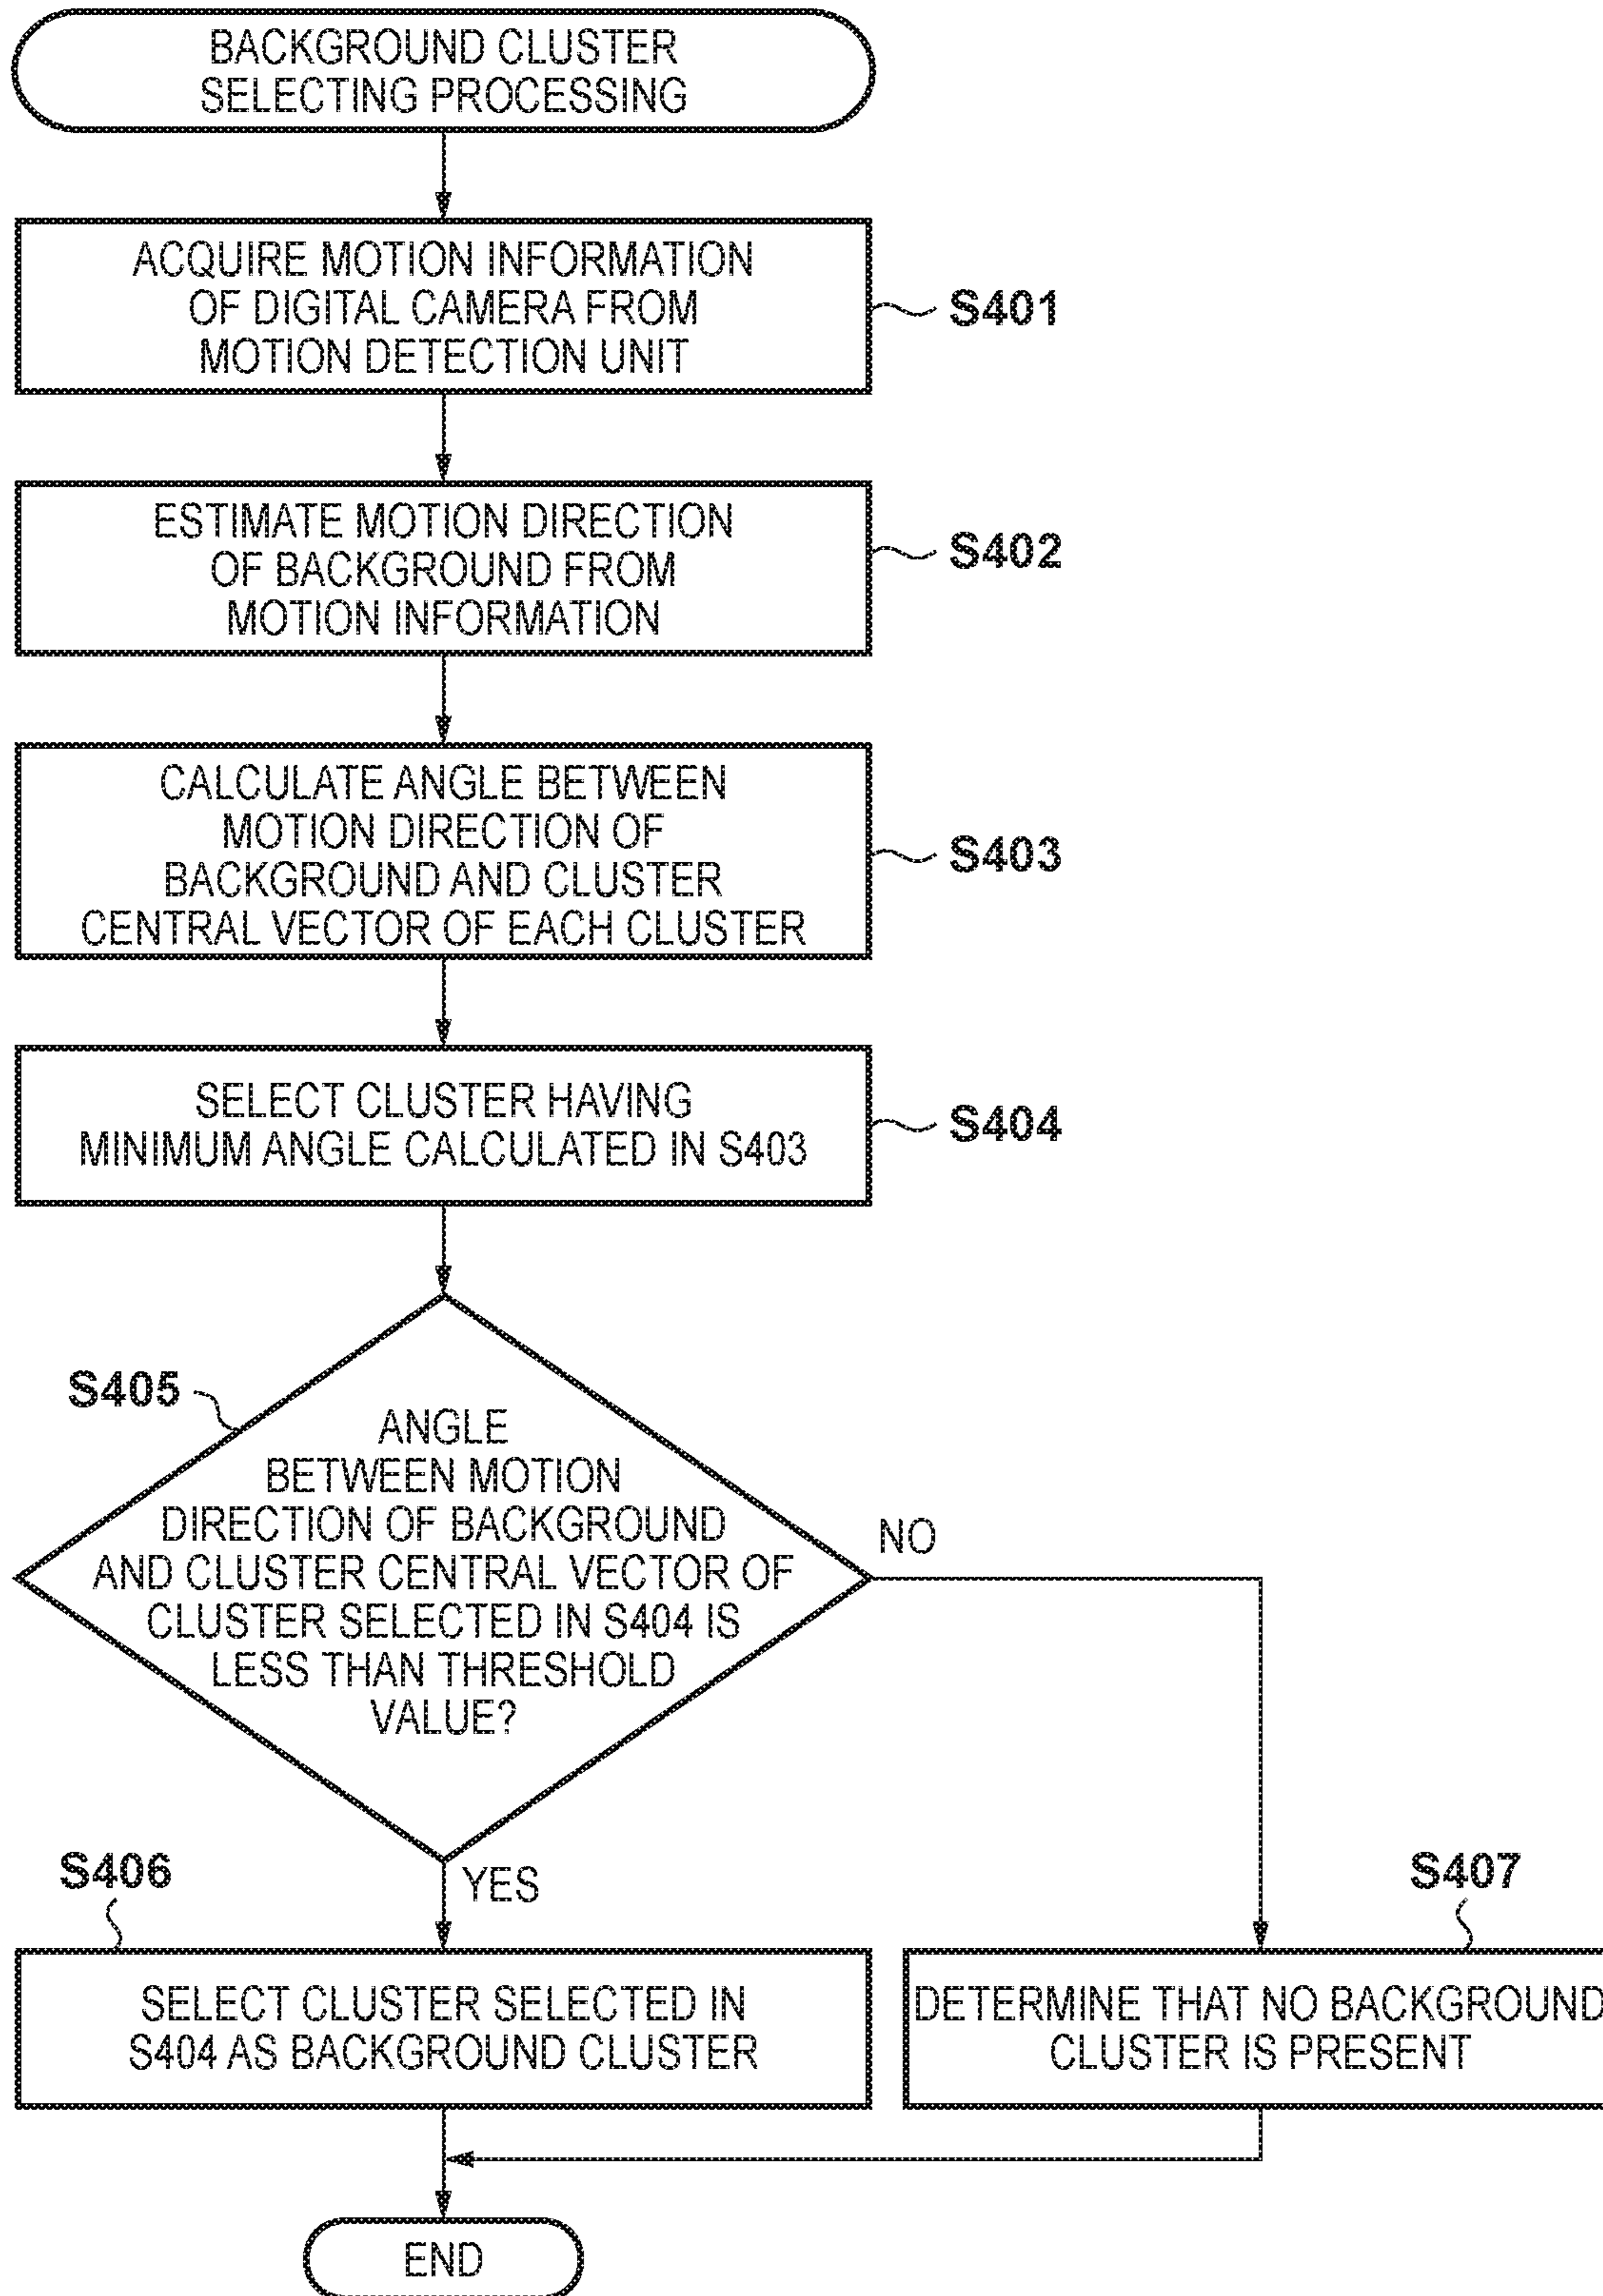 BACKGROUND CLUSTER
SELECTING PROCESSING
ACQUIRE MOTION INFORMATION
OF DIGITAL CAMERA FROM
MOTION DETECTION UNIT
S401
ESTIMATE MOTION DIRECTION
OF BACKGROUND FROM
MOTION INFORMATION
S402
CALCULATE ANGLE BETWEEN
MOTION DIRECTION OF
BACKGROUND AND CLUSTER
CENTRAL VECTOR OF EACH CLUSTER
S403
SELECT CLUSTER HAVING
MINIMUM ANGLE CALCULATED IN S403
S404
S405
ANGLE
BETWEEN MOTION
DIRECTION OF BACKGROUND
AND CLUSTER CENTRAL VECTOR OF
CLUSTER SELECTED IN S404 IS
LESS THAN THRESHOLD
VALUE?
NO
YES
S406
SELECT CLUSTER SELECTED IN
S404 AS BACKGROUND CLUSTER
S407
DETERMINE THAT NO BACKGROUND
CLUSTER IS PRESENT
END